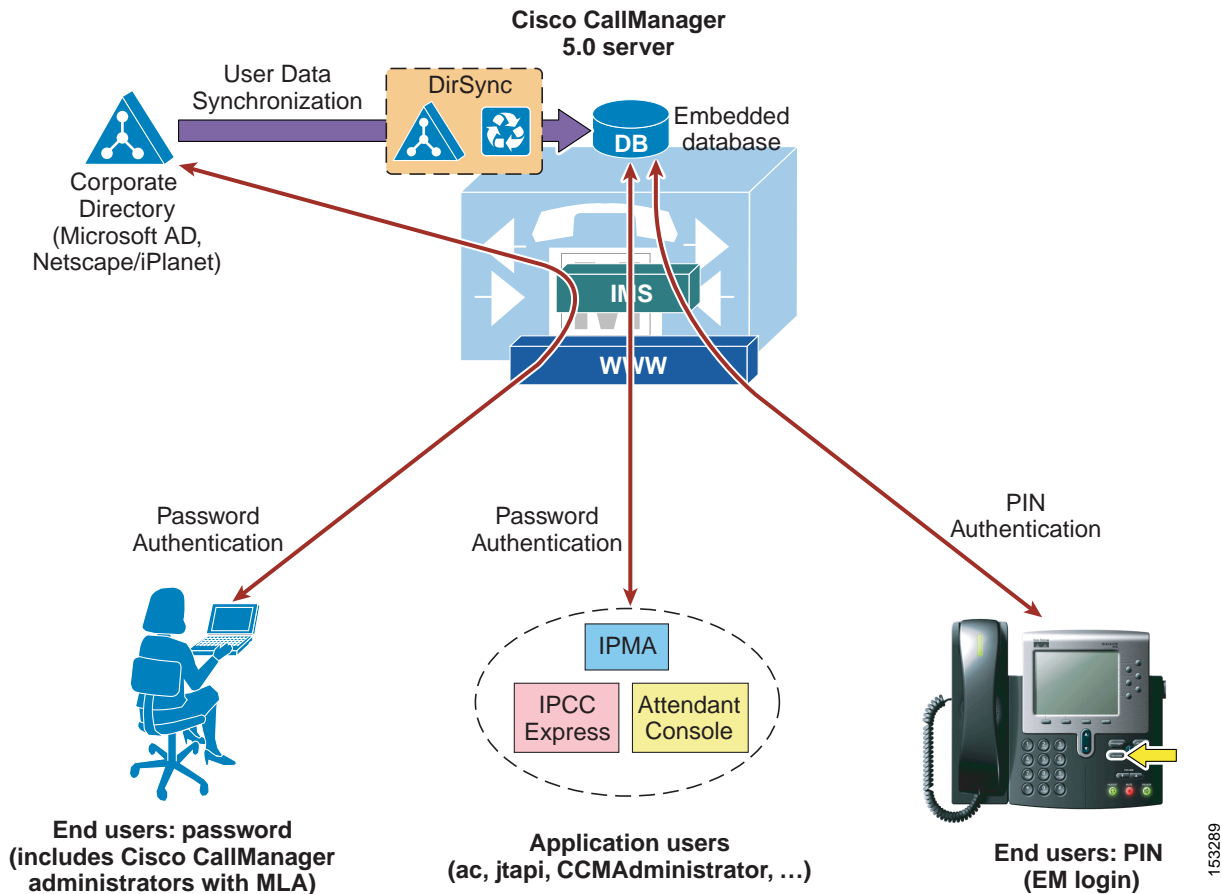 Cisco CallManager
5.0 server
User Data
Synchronization
DirSync
DB
Embedded
database
Corporate
Directory
(Microsoft AD,
Netscape/iPlanet)
IMS
WWW
Password
Authentication
Password
Authentication
PIN
Authentication
IPMA
IPCC
Express
Attendant
Console
End users: password
(includes Cisco CallManager
administrators with MLA)
Application users
(ac, jtapi, CCMAdministrator, …)
End users: PIN
(EM login)
153289